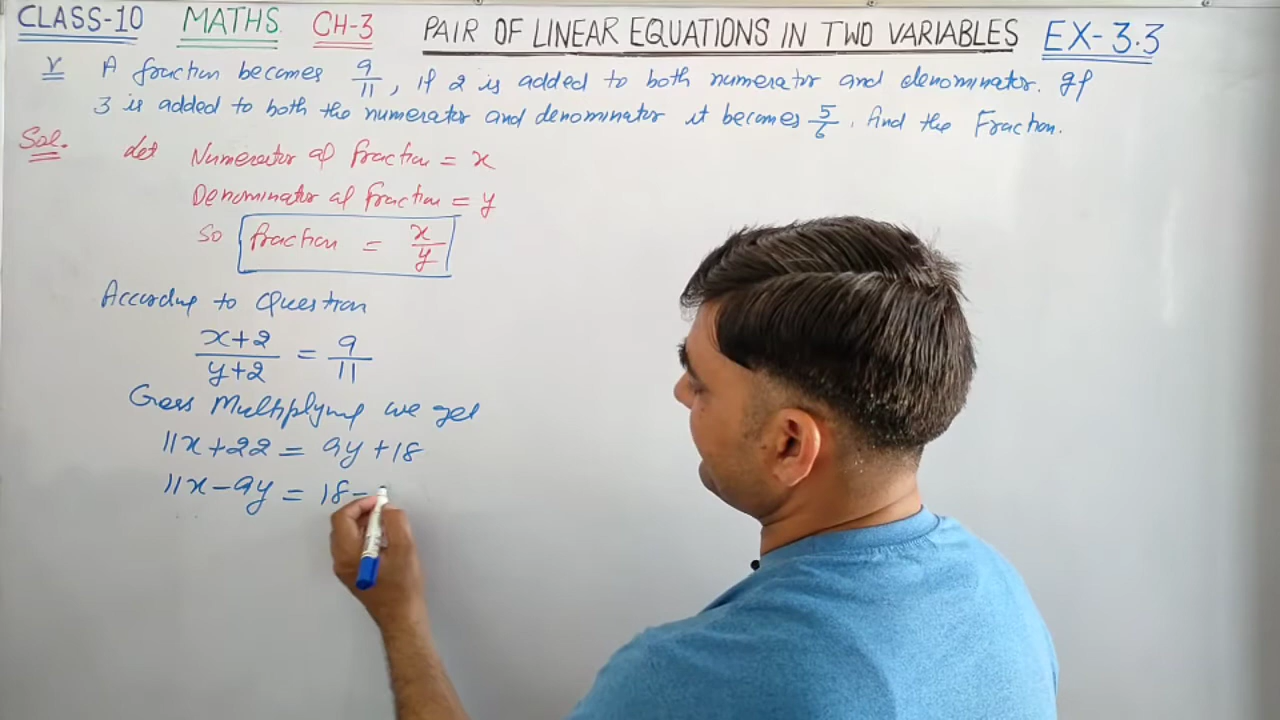 CLASS-10 MATHS. CH-3 PAIR OF LINEAR EQUATIONS IN TWO VARIABLES EX-3.3
V A fraction becomes 9/11, if 2 is added to both numerator and denominator. If
3 is added to both the numerator and denominator it becomes 5/6. find the Fraction.
Sol. Let Numerator of fraction = x
Denominator of fraction = y
So fraction = x/y
According to Question
x+2/y+2 = 9/11
Cross Multiplying we get
11x+22 = 9y+18
11x-9y = 18-